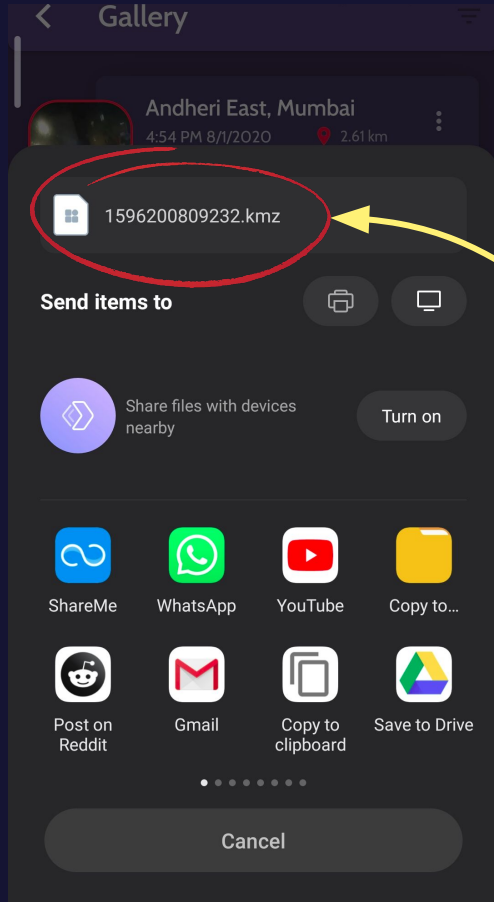 Gallery
Andheri East, Mumbai
4:54 PM 8/1/2020 2.61 km
1596200809232.kmz
Send items to
Share files with devices
nearby
Turn on
ShareMe WhatsApp YouTube Copy to...
Post on
Reddit
Gmail
Copy to
clipboard
Save to Drive
Cancel